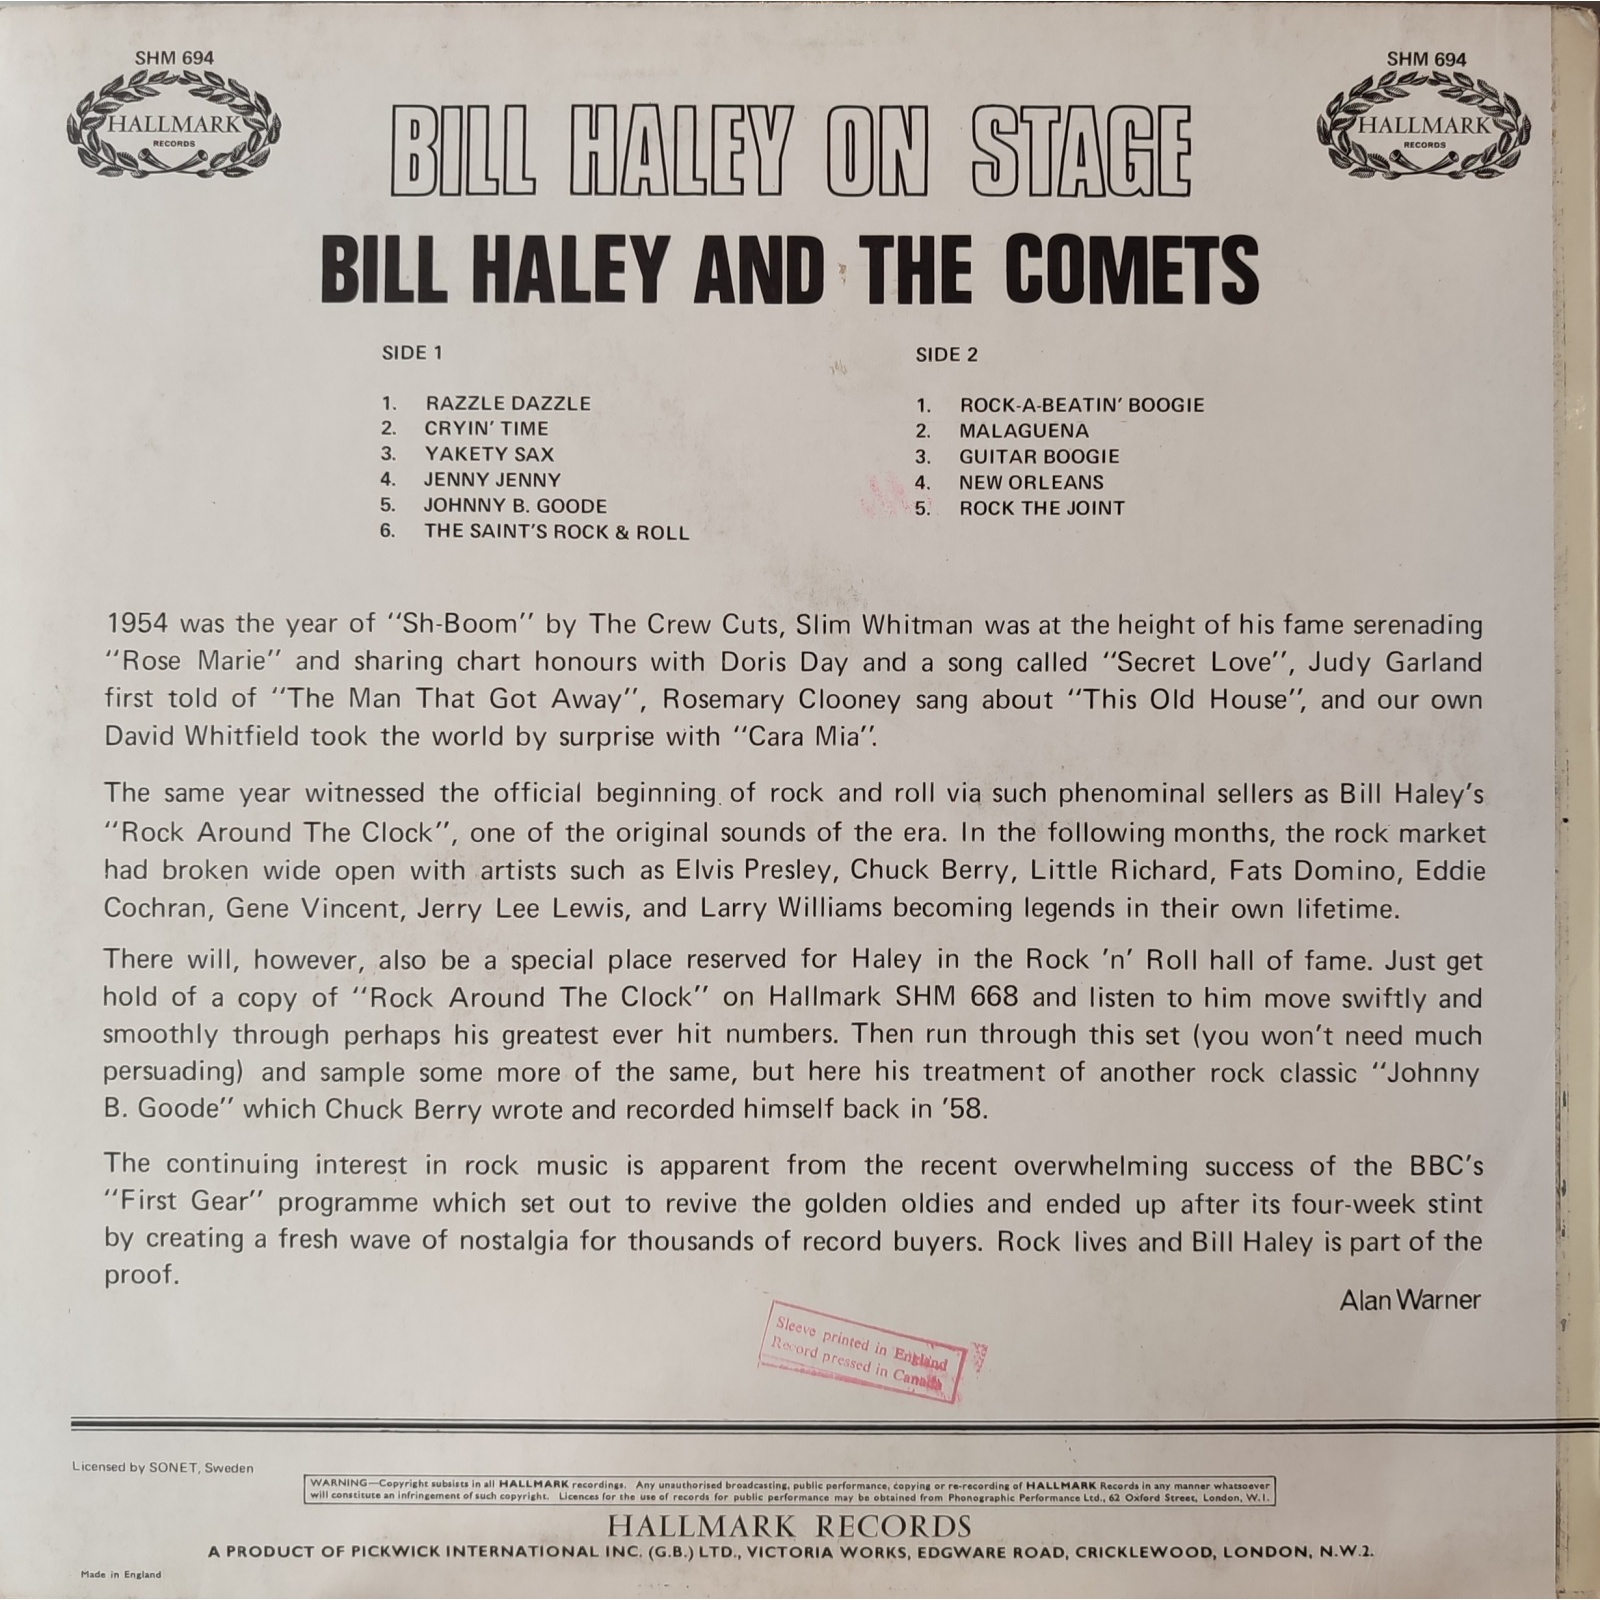 SHM 694
HALLMARK
RECORDS
SHM 694
HALLMARK
RECORDS
BILL HALEY ON STAGE
BILL HALEY AND THE COMETS
SIDE 1
1. RAZZLE DAZZLE
2. CRYIN' TIME
3. YAKETY SAX
4. JENNY JENNY
5. JOHNNY B. GOODE
6. THE SAINT'S ROCK & ROLL
SIDE 2
1. ROCK-A-BEATIN' BOOGIE
2. MALAGUENA
3. GUITAR BOOGIE
4. NEW ORLEANS
5. ROCK THE JOINT
1954 was the year of "Sh-Boom" by The Crew Cuts, Slim Whitman was at the height of his fame serenading
"Rose Marie" and sharing chart honours with Doris Day and a song called "Secret Love", Judy Garland
first told of "The Man That Got Away", Rosemary Clooney sang about "This Old House", and our own
David Whitfield took the world by surprise with "Cara Mia".
The same year witnessed the official beginning of rock and roll via such phenominal sellers as Bill Haley's
"Rock Around The Clock", one of the original sounds of the era. In the following months, the rock market
had broken wide open with artists such as Elvis Presley, Chuck Berry, Little Richard, Fats Domino, Eddie
Cochran, Gene Vincent, Jerry Lee Lewis, and Larry Williams becoming legends in their own lifetime.
There will, however, also be a special place reserved for Haley in the Rock 'n' Roll hall of fame. Just get
hold of a copy of "Rock Around The Clock" on Hallmark SHM 668 and listen to him move swiftly and
smoothly through perhaps his greatest ever hit numbers. Then run through this set (you won't need much
persuading) and sample some more of the same, but here his treatment of another rock classic "Johnny
B. Goode" which Chuck Berry wrote and recorded himself back in '58.
The continuing interest in rock music is apparent from the recent overwhelming success of the BBC's
"First Gear" programme which set out to revive the golden oldies and ended up after its four-week stint
by creating a fresh wave of nostalgia for thousands of record buyers. Rock lives and Bill Haley is part of the
proof.
Alan Warner
Sleeve printed in England
Record pressed in Canada
Licensed by SONET, Sweden
WARNING—Copyright subsists in all HALLMARK recordings. Any unauthorised broadcasting, public performance, copying or re-recording of HALLMARK Records in any manner whatsoever
will constitute an infringement of such copyright. Licences for the use of records for public performance may be obtained from Phonographic Performance Ltd., 62 Oxford Street, London, W.1.
HALLMARK RECORDS
A PRODUCT OF PICKWICK INTERNATIONAL INC. (G.B.) LTD., VICTORIA WORKS, EDGWARE ROAD, CRICKLEWOOD, LONDON, N.W.2.
Made in England